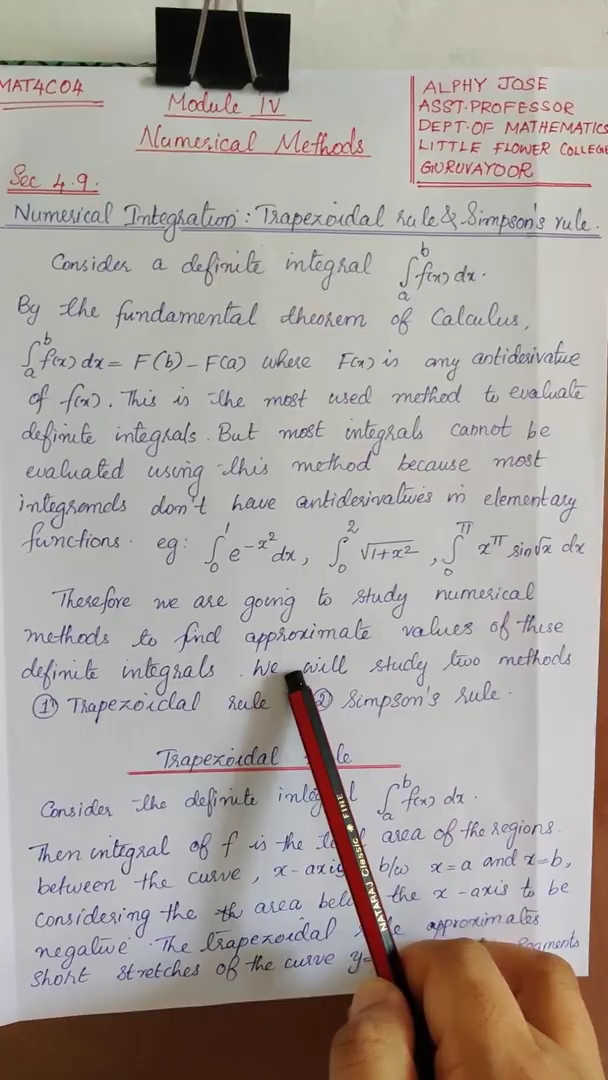 MAT4C04
Module IV
Numerical Methods
ALPHY JOSE
ASST.PROFESSOR
DEPT.OF MATHEMATICS
LITTLE FLOWER COLLEGE
GURUVAYOOR
Sec 4.9.
Numerical Integration: Trapezoidal rule & Simpson's rule.
Consider a definite integral ∫_a^b f(x) dx.
By the fundamental theorem of Calculus,
∫_a^b f(x) dx = F(b) - F(a) where F(x) is any antiderivative
of f(x). This is the most used method to evaluate
definite integrals. But most integrals cannot be
evaluated using this method because most
integrands don't have antiderivatives in elementary
functions. eg: ∫_0^1 e^{-x^2} dx, ∫_0^2 √(1+x^2), ∫_0^π x^π sin√x dx
Therefore we are going to study numerical
methods to find approximate values of these
definite integrals. We will study two methods
① Trapezoidal rule ② Simpson's rule.
Trapezoidal
Consider the definite integral ∫_a^b f(x) dx.
Then integral of f is the area of the regions
between the curve, x-axis b/w x=a and x=b,
considering the th area the x-axis to be
negative. The trapezoidal approximates
short stretches of the curve y= segments
NATARAJ CLASSIC FINE